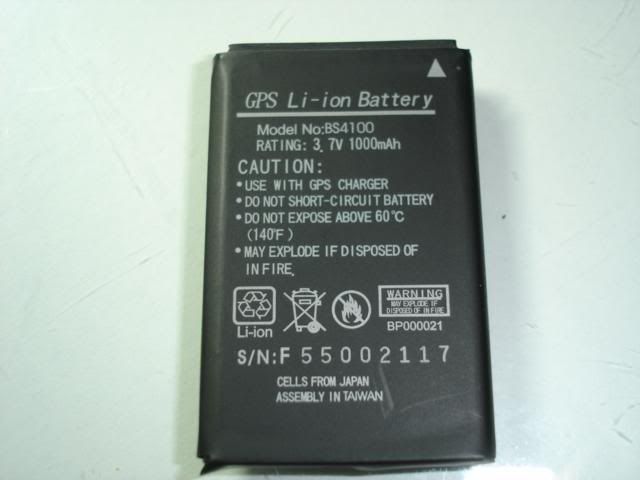 GPS Li-ion Battery
Model No:BS4100
RATING: 3.7V 1000mAh
CAUTION:
•USE WITH GPS CHARGER
•DO NOT SHORT-CIRCUIT BATTERY
•DO NOT EXPOSE ABOVE 60°C
(140°F)
•MAY EXPLODE IF DISPOSED OF
IN FIRE.
WARNING
MAY EXPLODE IF
DISPOSED OF IN FIRE
Li-ion
BP000021
S/N:F 55002117
CELLS FROM JAPAN
ASSEMBLY IN TAIWAN